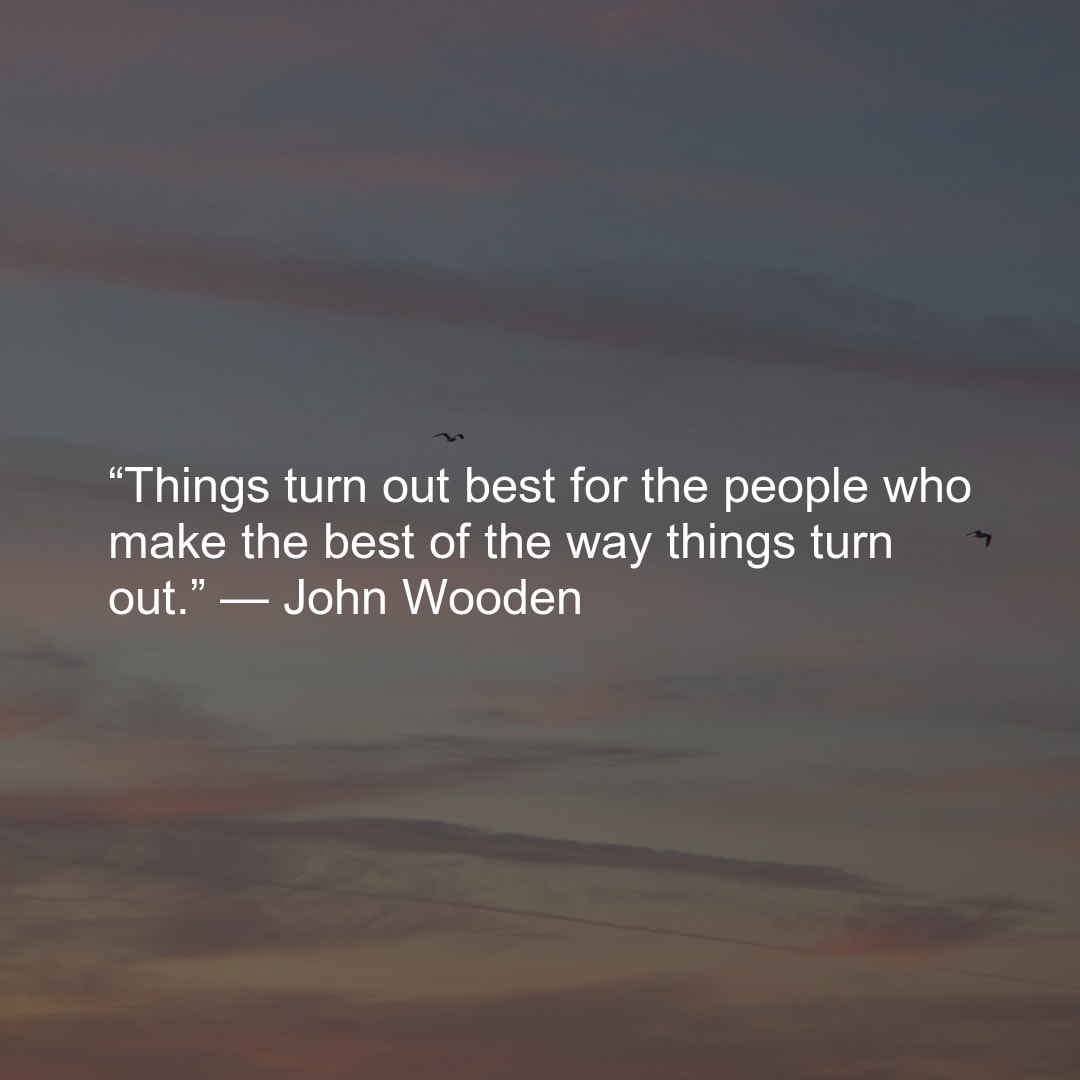 “Things turn out best for the people who
make the best of the way things turn
out.” — John Wooden